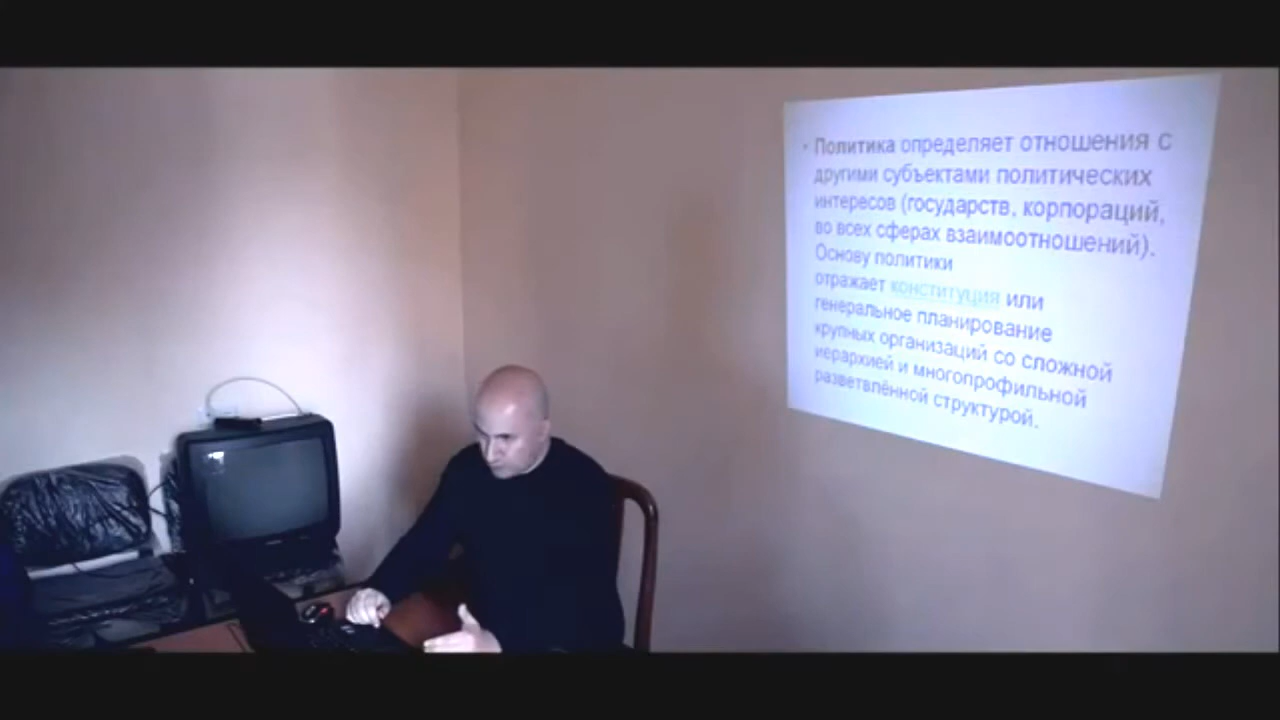 • Политика определяет отношения с
другими субъектами политических
интересов (государств, корпораций,
во всех сферах взаимоотношений).
Основу политики
отражает конституция или
генеральное планирование
крупных организаций со сложной
иерархией и многопрофильной
разветвлённой структурой.